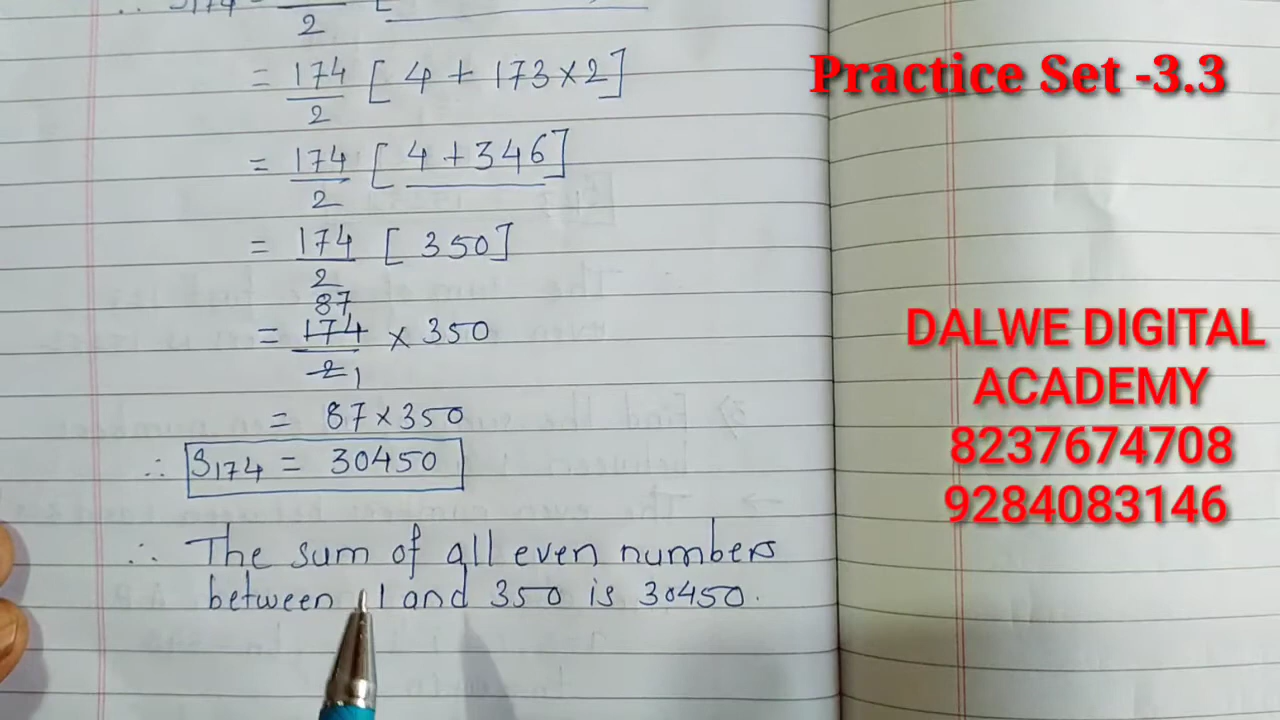 ∴ S174 = 2 [
= 174/2 [ 4 + 173 × 2 ]
= 174/2 [ 4 + 346 ]
= 174/2 [ 350 ]
87
= 174/2 × 350
1
= 87 × 350
∴ S174 = 30450
∴ The sum of all even numbers
between 1 and 350 is 30450.
Practice Set -3.3
DALWE DIGITAL
ACADEMY
8237674708
9284083146